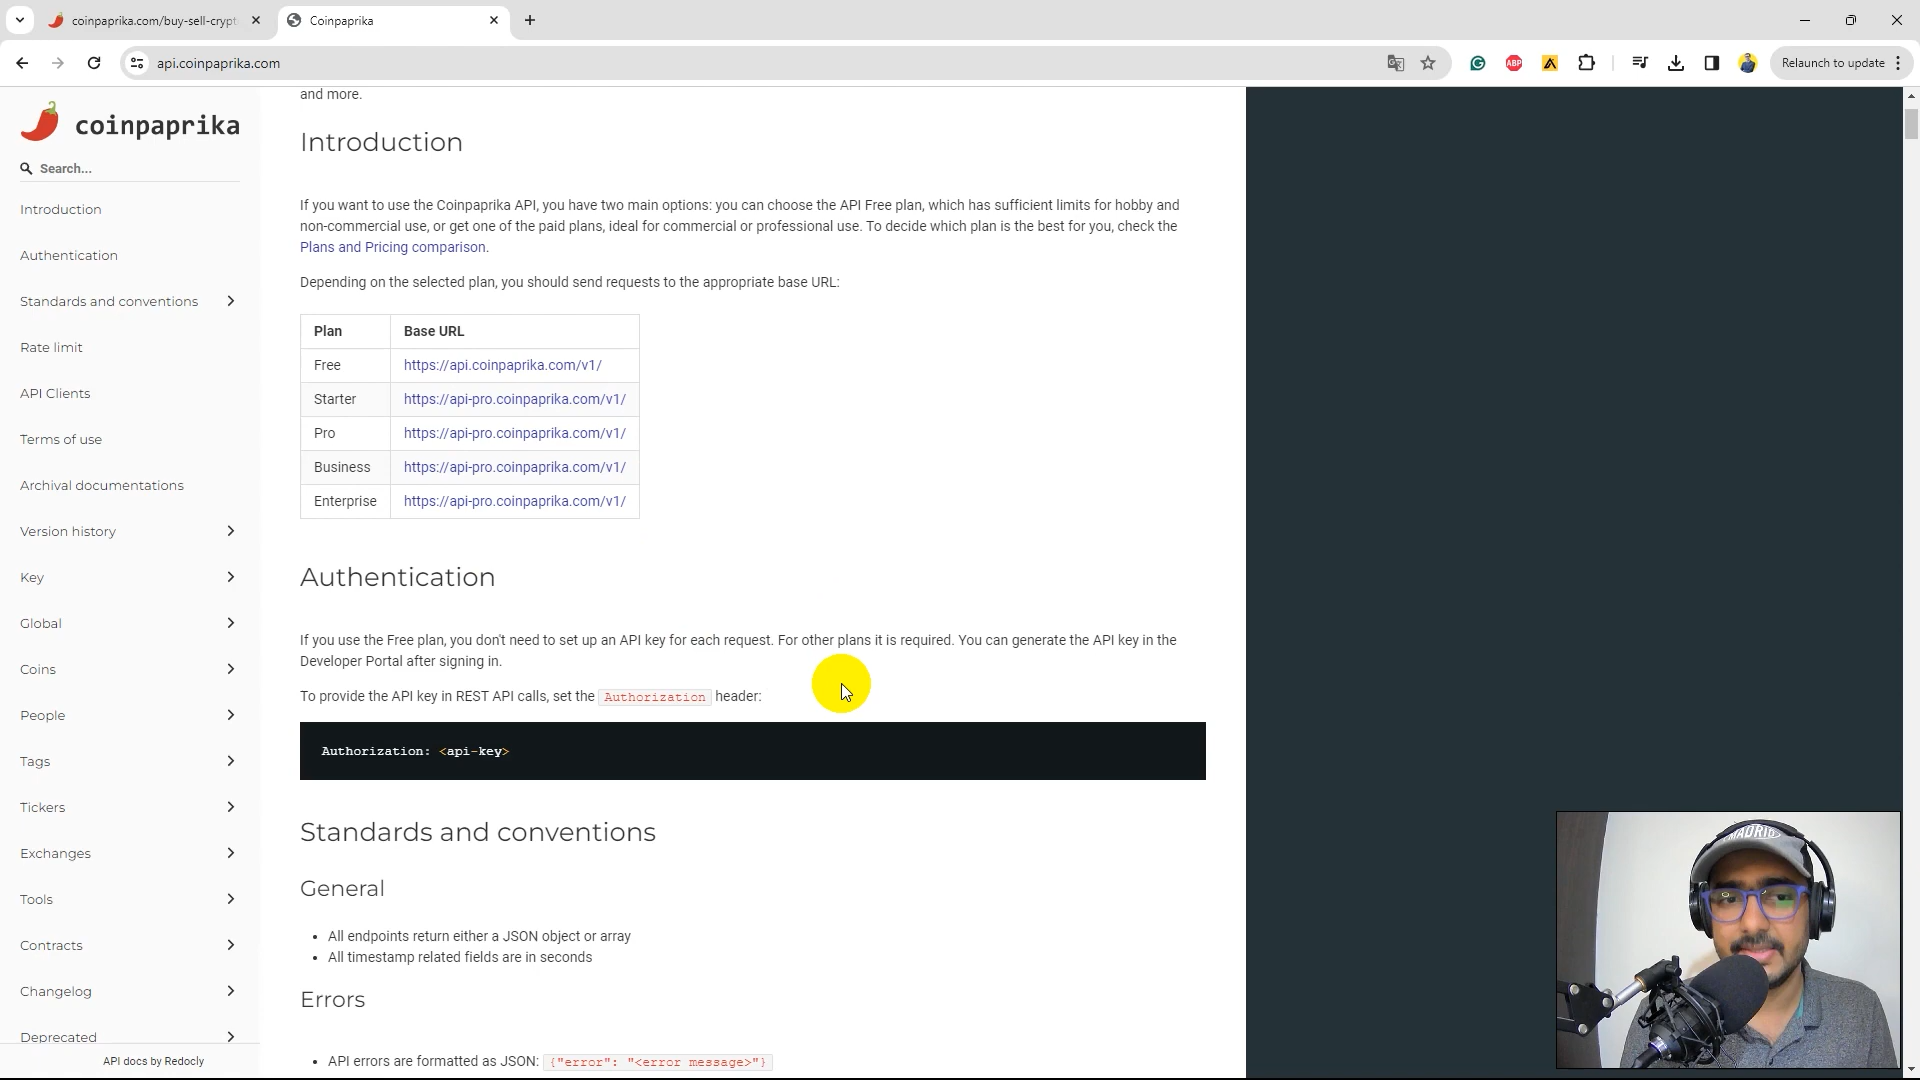 coinpaprika.com/buy-sell-crypt
Coinpaprika
api.coinpaprika.com
ABP
Relaunch to update
coinpaprika
Search...
Introduction
Authentication
Standards and conventions
Rate limit
API Clients
Terms of use
Archival documentations
Version history
Key
Global
Coins
People
Tags
Tickers
Exchanges
Tools
Contracts
Changelog
Deprecated
API docs by Redocly
and more.
Introduction
If you want to use the Coinpaprika API, you have two main options: you can choose the API Free plan, which has sufficient limits for hobby and
non-commercial use, or get one of the paid plans, ideal for commercial or professional use. To decide which plan is the best for you, check the
Plans and Pricing comparison.
Depending on the selected plan, you should send requests to the appropriate base URL:
Plan Base URL
Free https://api.coinpaprika.com/v1/
Starter https://api-pro.coinpaprika.com/v1/
Pro https://api-pro.coinpaprika.com/v1/
Business https://api-pro.coinpaprika.com/v1/
Enterprise https://api-pro.coinpaprika.com/v1/
Authentication
If you use the Free plan, you don't need to set up an API key for each request. For other plans it is required. You can generate the API key in the
Developer Portal after signing in.
To provide the API key in REST API calls, set the Authorization header:
Authorization: <api-key>
Standards and conventions
General
• All endpoints return either a JSON object or array
• All timestamp related fields are in seconds
Errors
• API errors are formatted as JSON: {"error": "<error message>"}
MADRID